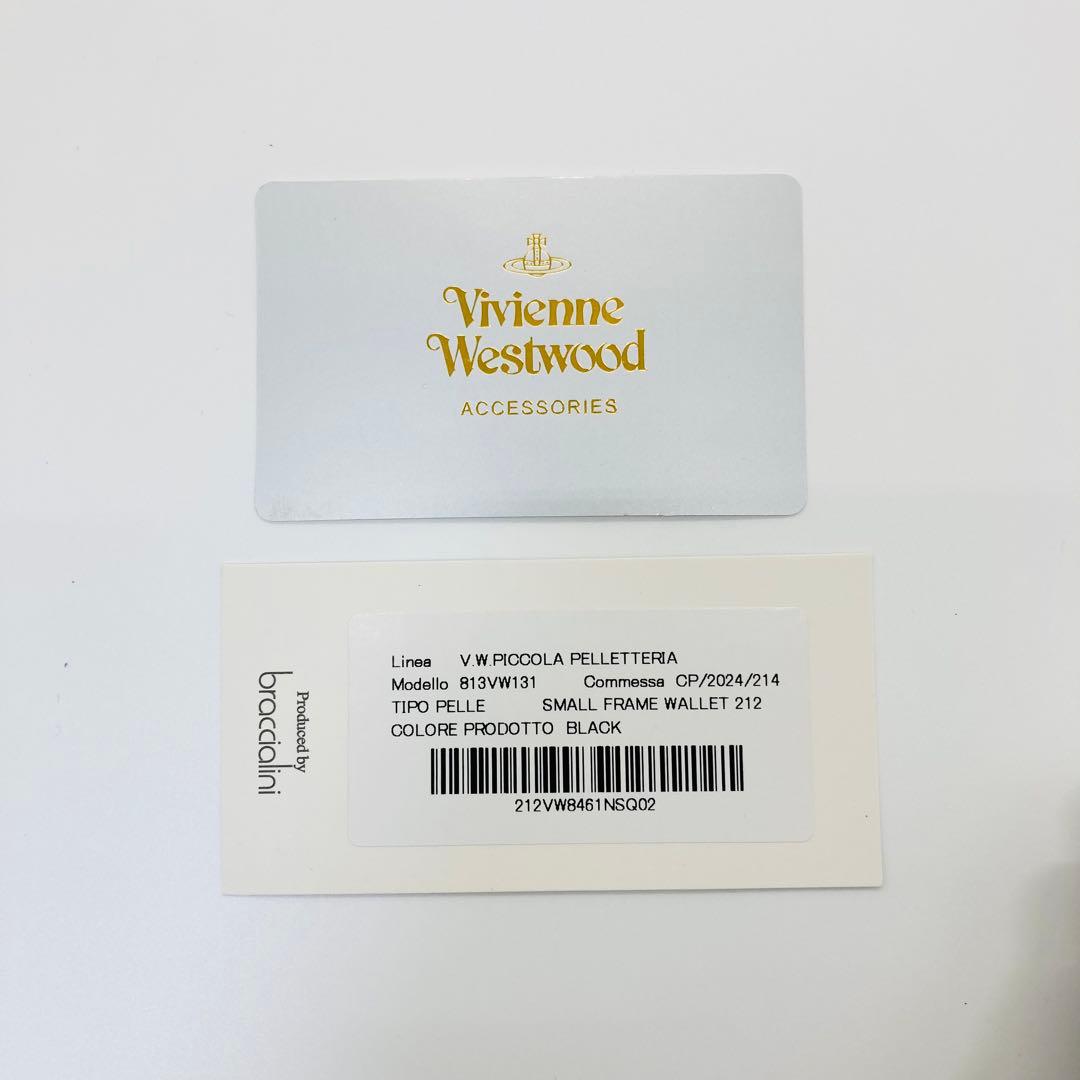 Vivienne
Westwood
ACCESSORIES
Produced by
braccialini
Linea V.W.PICCOLA PELLETTERIA
Modello 813VW131 Commessa CP/2024/214
TIPO PELLE SMALL FRAME WALLET 212
COLORE PRODOTTO BLACK
212VW8461NSQ02